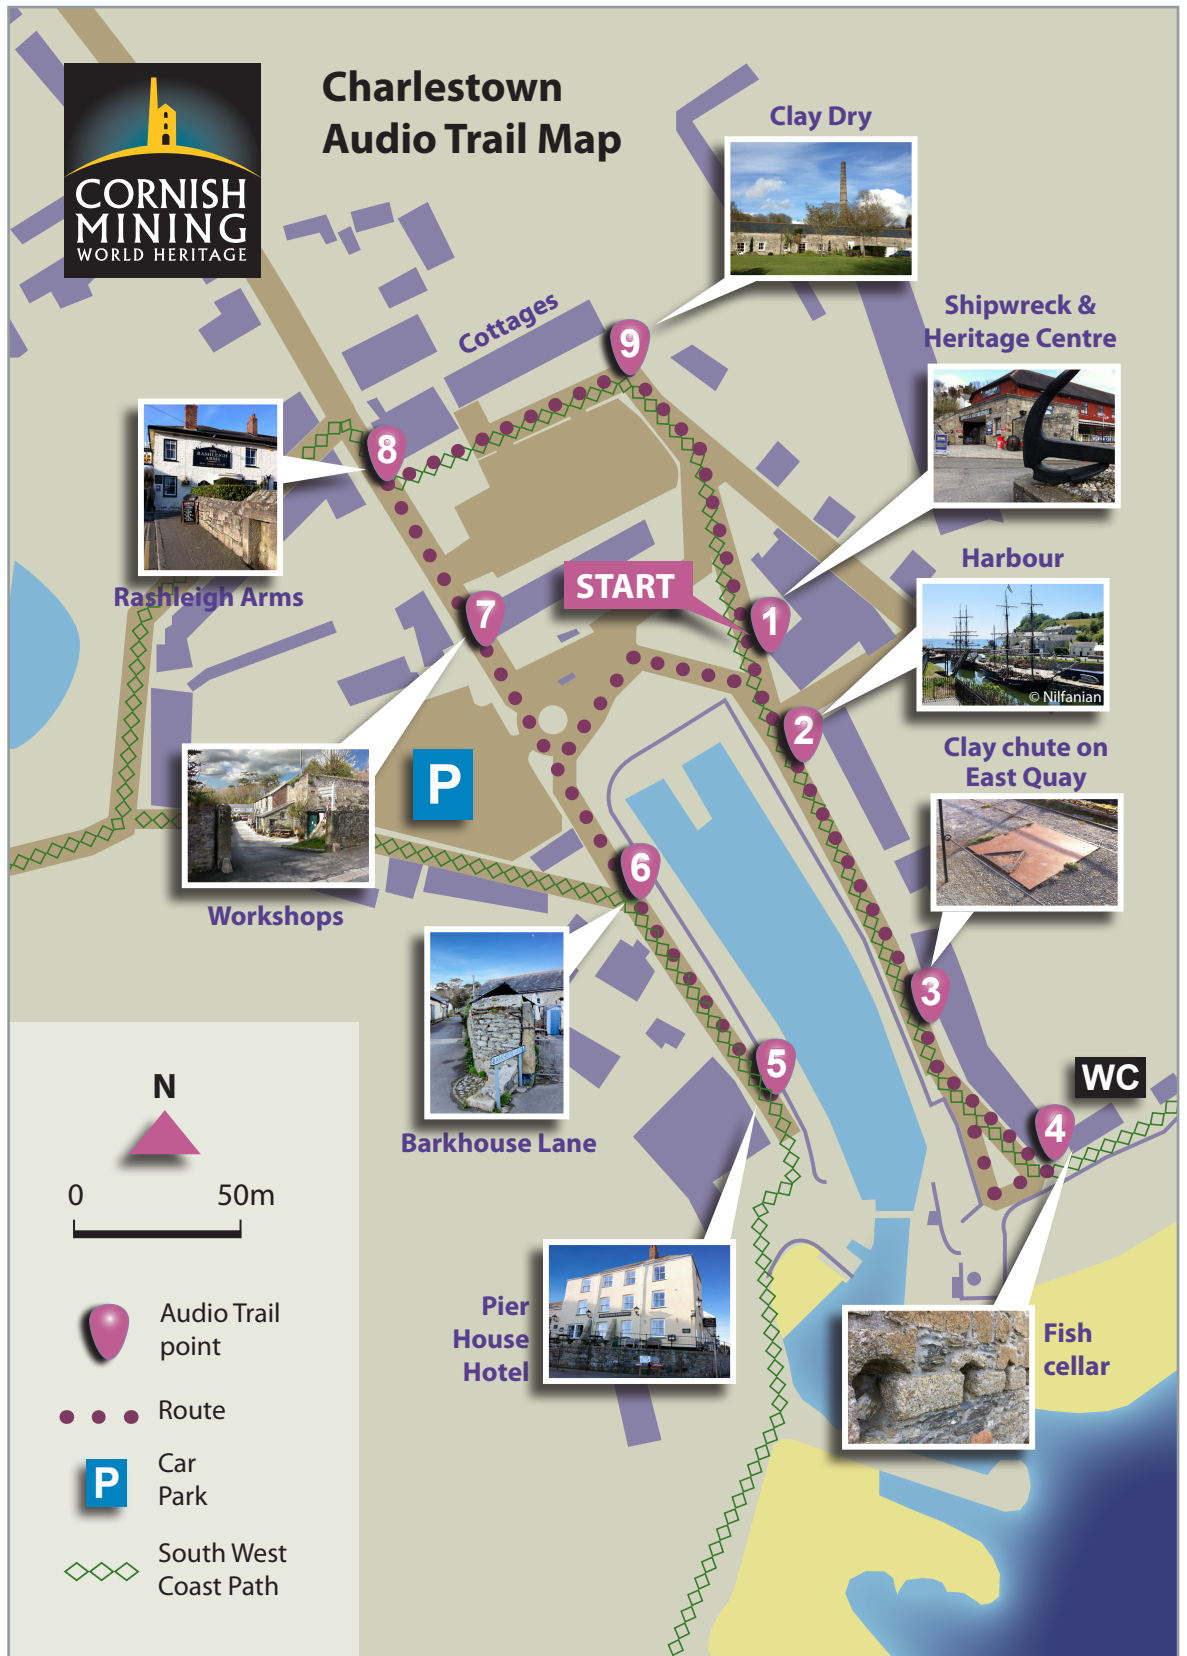 Charlestown
Audio Trail Map
CORNISH
MINING
WORLD HERITAGE
Clay Dry
Shipwreck &
Heritage Centre
Cottages
9
8
RASHLEIGH
ARMS
Rashleigh Arms
START
1
7
Harbour
© Nilfanian
2
Clay chute on
East Quay
P
Workshops
6
3
5
Barkhouse Lane
WC
4
N
0 50m
Pier
House
Hotel
Fish
cellar
Audio Trail
point
Route
P
Car
Park
South West
Coast Path